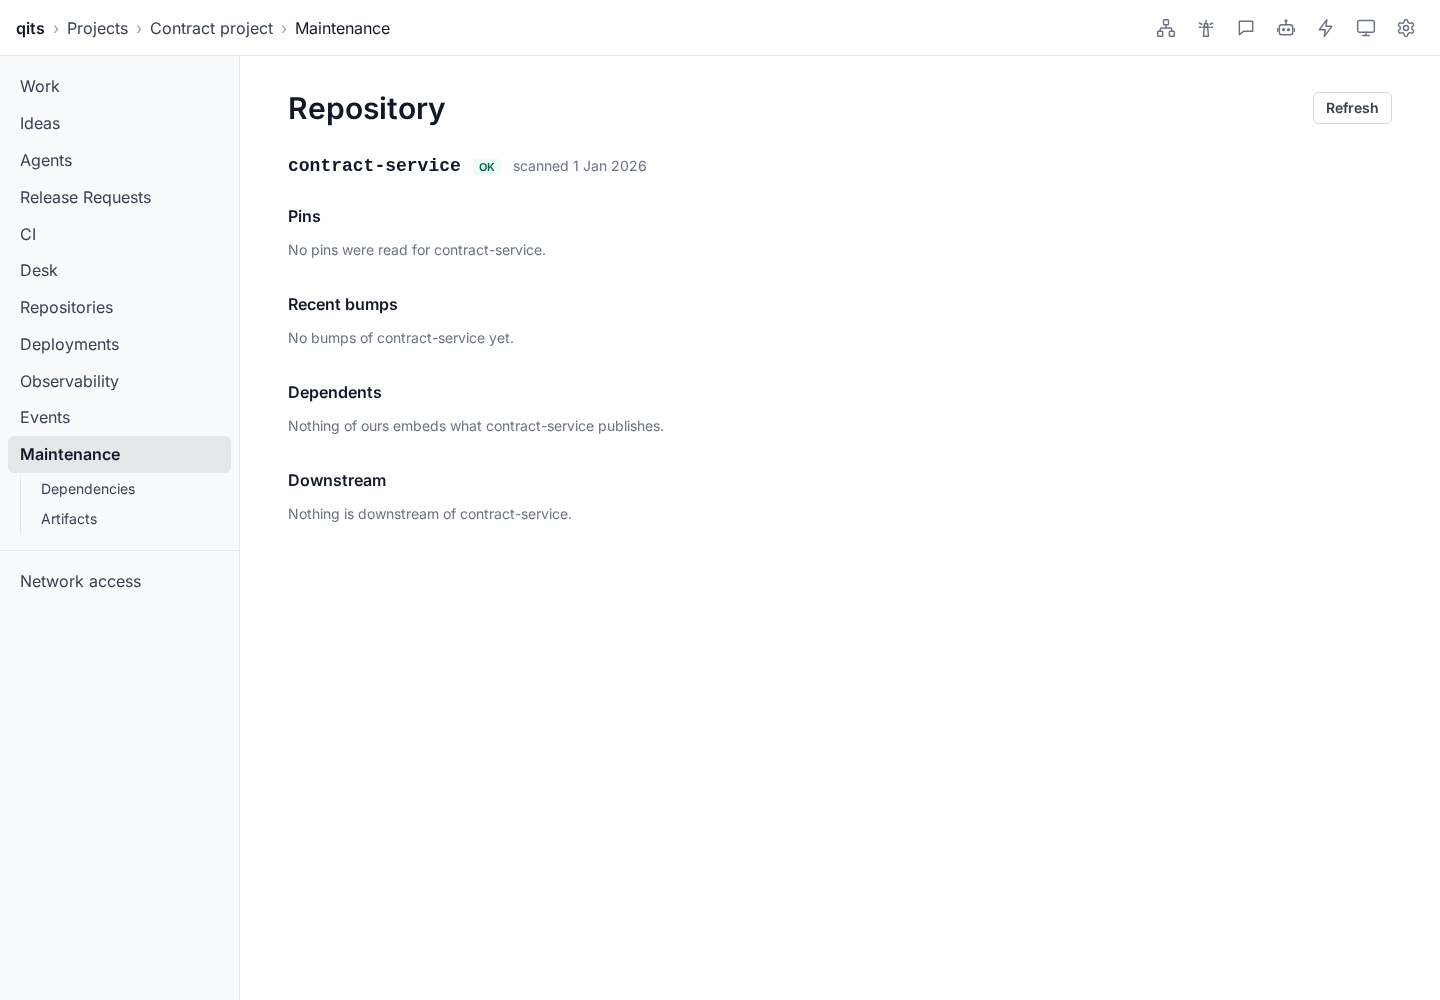 qits › Projects › Contract project › Maintenance
Work
Ideas
Agents
Release Requests
CI
Desk
Repositories
Deployments
Observability
Events
Maintenance
Dependencies
Artifacts
Network access
Repository
Refresh
contract-service OK scanned 1 Jan 2026
Pins
No pins were read for contract-service.
Recent bumps
No bumps of contract-service yet.
Dependents
Nothing of ours embeds what contract-service publishes.
Downstream
Nothing is downstream of contract-service.